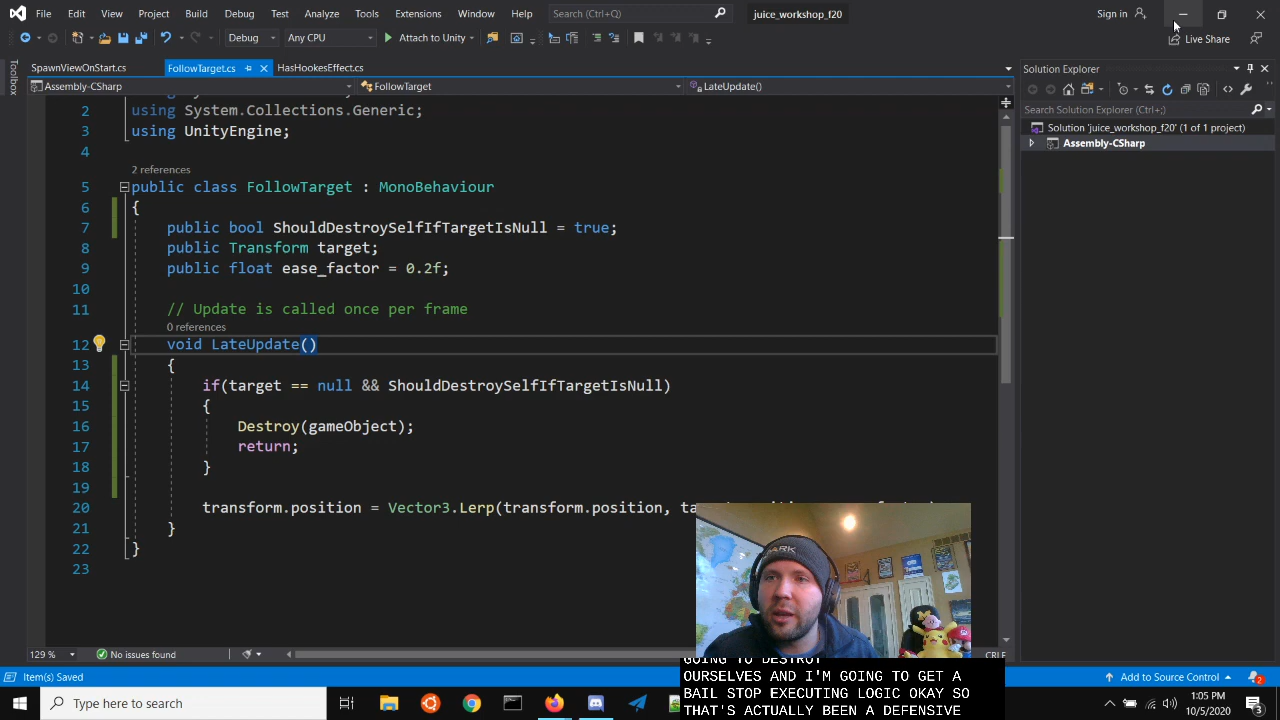 File Edit View Project Build Debug Test Analyze Tools Extensions Window Help Search (Ctrl+Q) juice_workshop_f20 Sign in
Debug Any CPU Attach to Unity Live Share
SpawnViewOnStart.cs FollowTarget.cs HasHookesEffect.cs
Assembly-CSharp FollowTarget LateUpdate()
Toolbox
2 using System.Collections.Generic;
3 using UnityEngine;
4
2 references
5 public class FollowTarget : MonoBehaviour
6 {
7 public bool ShouldDestroySelfIfTargetIsNull = true;
8 public Transform target;
9 public float ease_factor = 0.2f;
10
11 // Update is called once per frame
0 references
12 void LateUpdate()
13 {
14 if(target == null && ShouldDestroySelfIfTargetIsNull)
15 {
16 Destroy(gameObject);
17 return;
18 }
19
20 transform.position = Vector3.Lerp(transform.position,
21 }
22 }
23
129 % No issues found CRLF
Solution Explorer
Search Solution Explorer (Ctrl+;)
Solution 'juice_workshop_f20' (1 of 1 project)
Assembly-CSharp
GOING TO DESTROY
OURSELVES AND I'M GOING TO GET A
BAIL STOP EXECUTING LOGIC OKAY SO
THAT'S ACTUALLY BEEN A DEFENSIVE
Item(s) Saved Add to Source Control 2
Type here to search
1:05 PM
10/5/2020
3